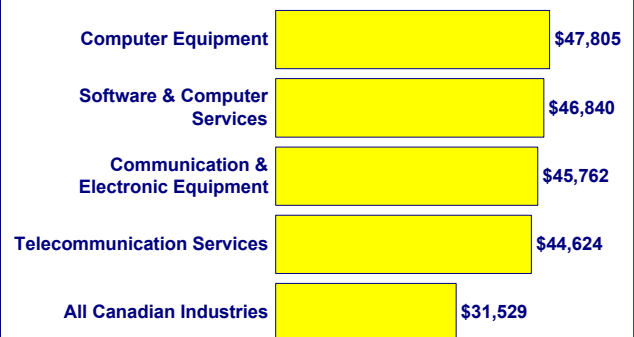 Computer Equipment $47,805
Software & Computer
Services $46,840
Communication &
Electronic Equipment $45,762
Telecommunication Services $44,624
All Canadian Industries $31,529